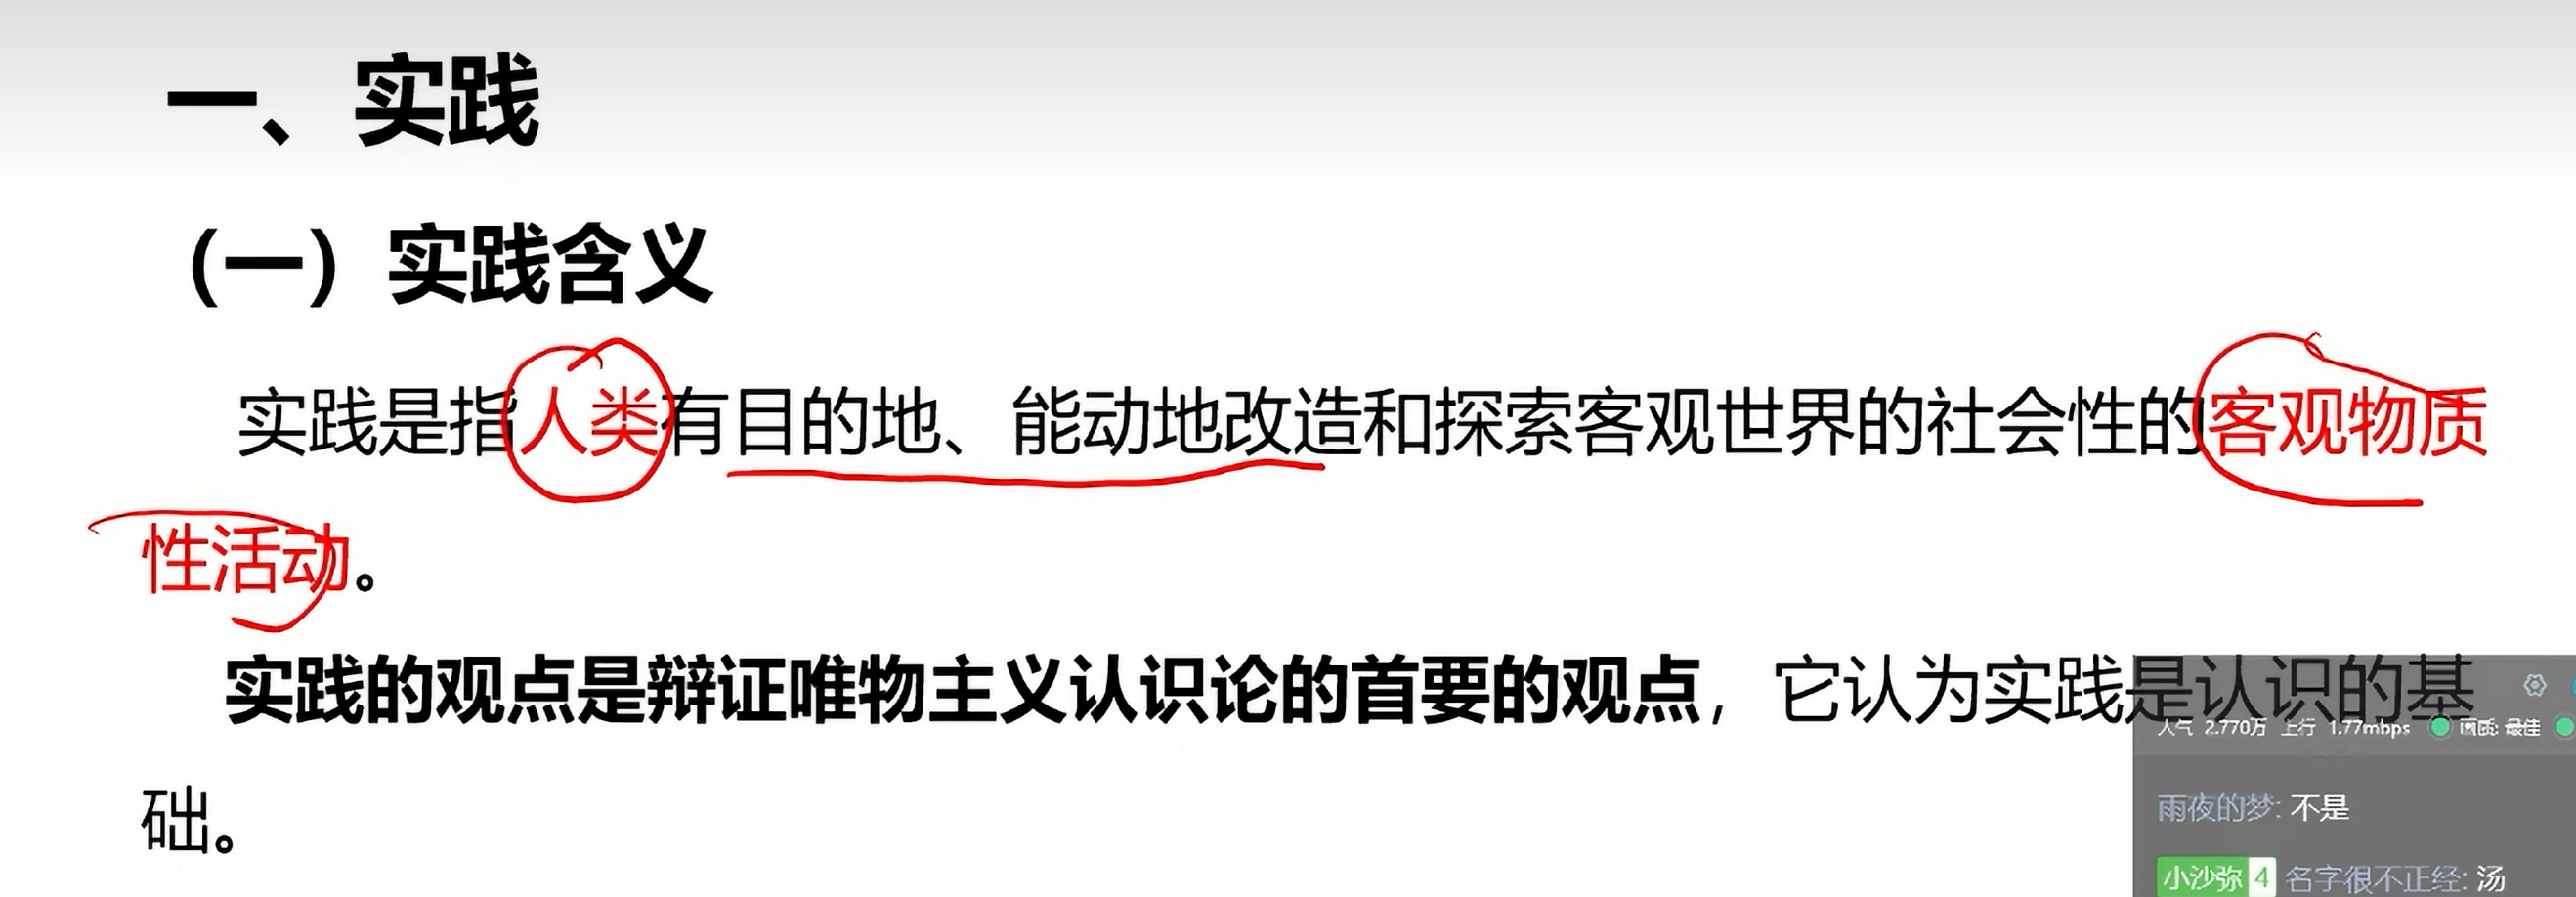 一、实践
（一）实践含义
实践是指人类有目的地、能动地改造和探索客观世界的社会性的客观物质
性活动。
实践的观点是辩证唯物主义认识论的首要的观点，它认为实践是认识的基
础。
人气 2.770万 上行 1.77mbps 画质: 最佳
雨夜的梦: 不是
小沙弥 4 名字很不正经: 汤